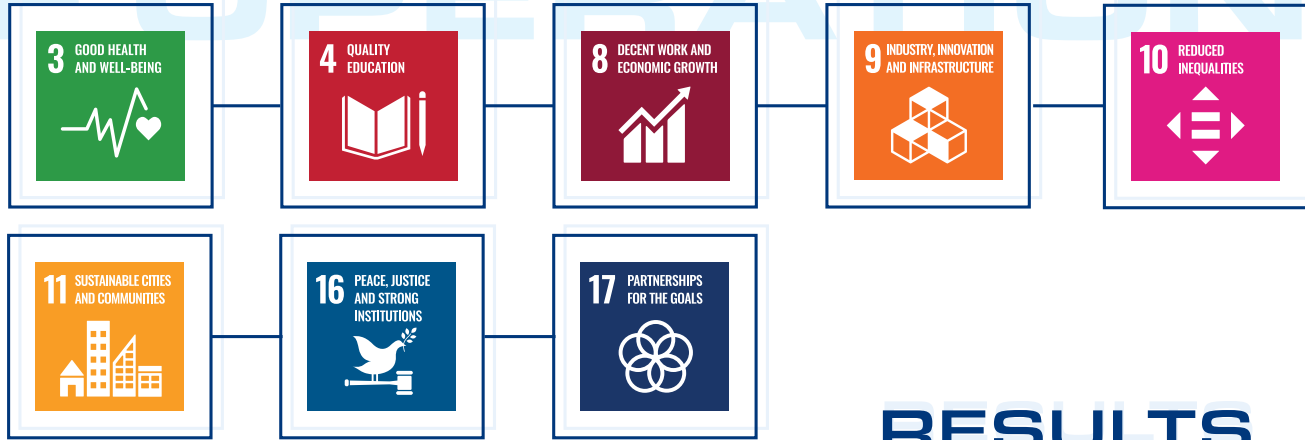 OPERATION
3 GOOD HEALTH
AND WELL-BEING
4 QUALITY
EDUCATION
8 DECENT WORK AND
ECONOMIC GROWTH
9 INDUSTRY, INNOVATION
AND INFRASTRUCTURE
10 REDUCED
INEQUALITIES
11 SUSTAINABLE CITIES
AND COMMUNITIES
16 PEACE, JUSTICE
AND STRONG
INSTITUTIONS
17 PARTNERSHIPS
FOR THE GOALS
RESULTS